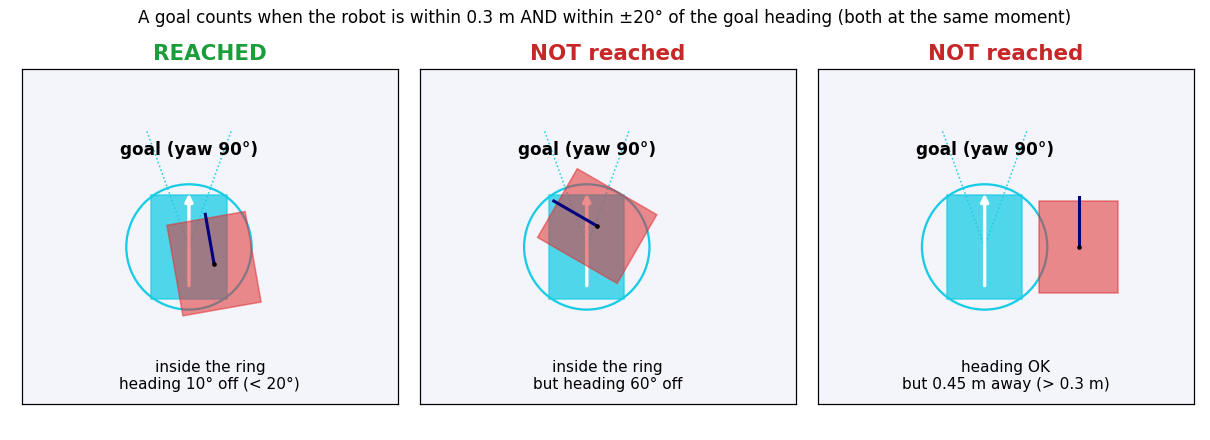 A goal counts when the robot is within 0.3 m AND within ±20° of the goal heading (both at the same moment)
REACHED
goal (yaw 90°)
inside the ring
heading 10° off (< 20°)
NOT reached
goal (yaw 90°)
inside the ring
but heading 60° off
NOT reached
goal (yaw 90°)
heading OK
but 0.45 m away (> 0.3 m)